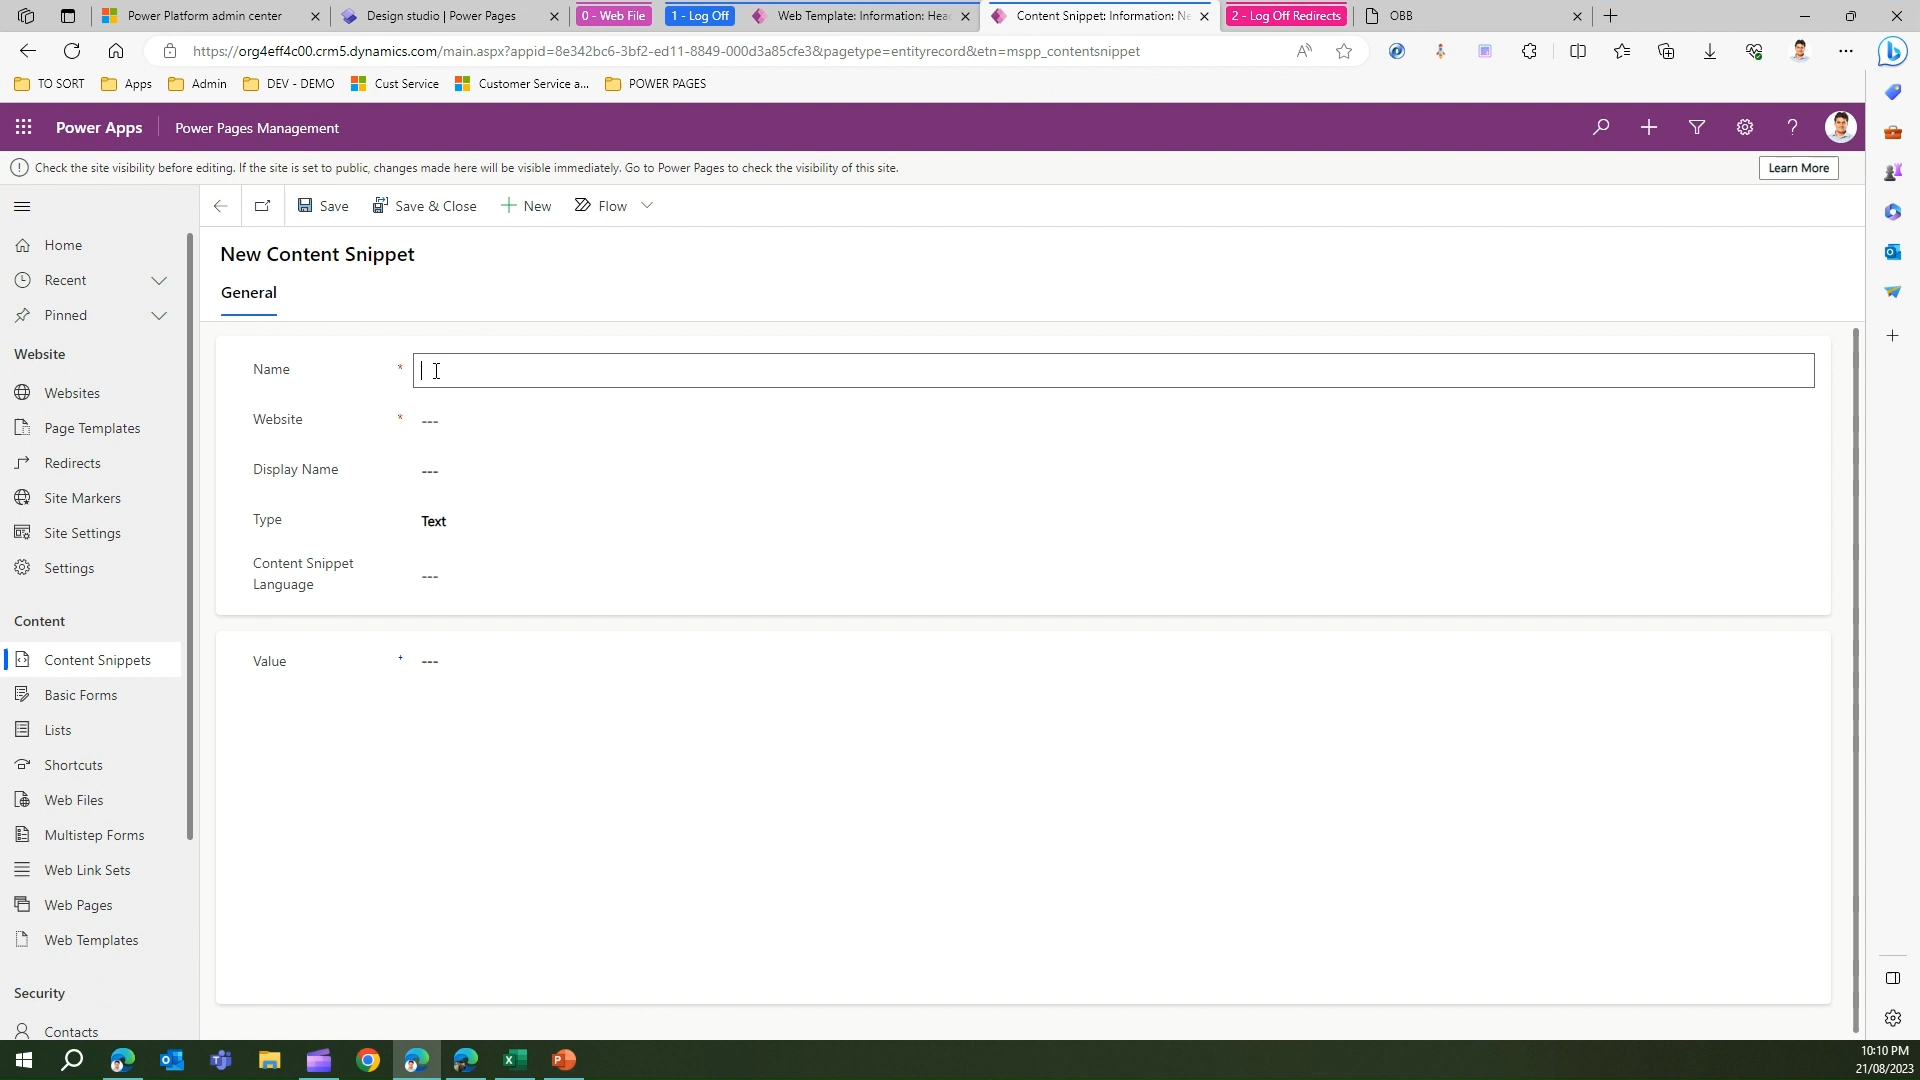 Power Platform admin center
Design studio | Power Pages
0 - Web File
1 - Log Off
Web Template: Information: Hea
Content Snippet: Information: Ne
2 - Log Off Redirects
OBB
https://org4eff4c00.crm5.dynamics.com/main.aspx?appid=8e342bc6-3bf2-ed11-8849-000d3a85cfe3&pagetype=entityrecord&etn=mspp_contentsnippet
TO SORT
Apps
Admin
DEV - DEMO
Cust Service
Customer Service a...
POWER PAGES
Power Apps
Power Pages Management
Check the site visibility before editing. If the site is set to public, changes made here will be visible immediately. Go to Power Pages to check the visibility of this site.
Learn More
Save
Save & Close
New
Flow
Home
Recent
Pinned
Website
Websites
Page Templates
Redirects
Site Markers
Site Settings
Settings
Content
Content Snippets
Basic Forms
Lists
Shortcuts
Web Files
Multistep Forms
Web Link Sets
Web Pages
Web Templates
Security
Contacts
New Content Snippet
General
Name *
Website * ---
Display Name ---
Type Text
Content Snippet
Language ---
Value + ---
10:10 PM
21/08/2023